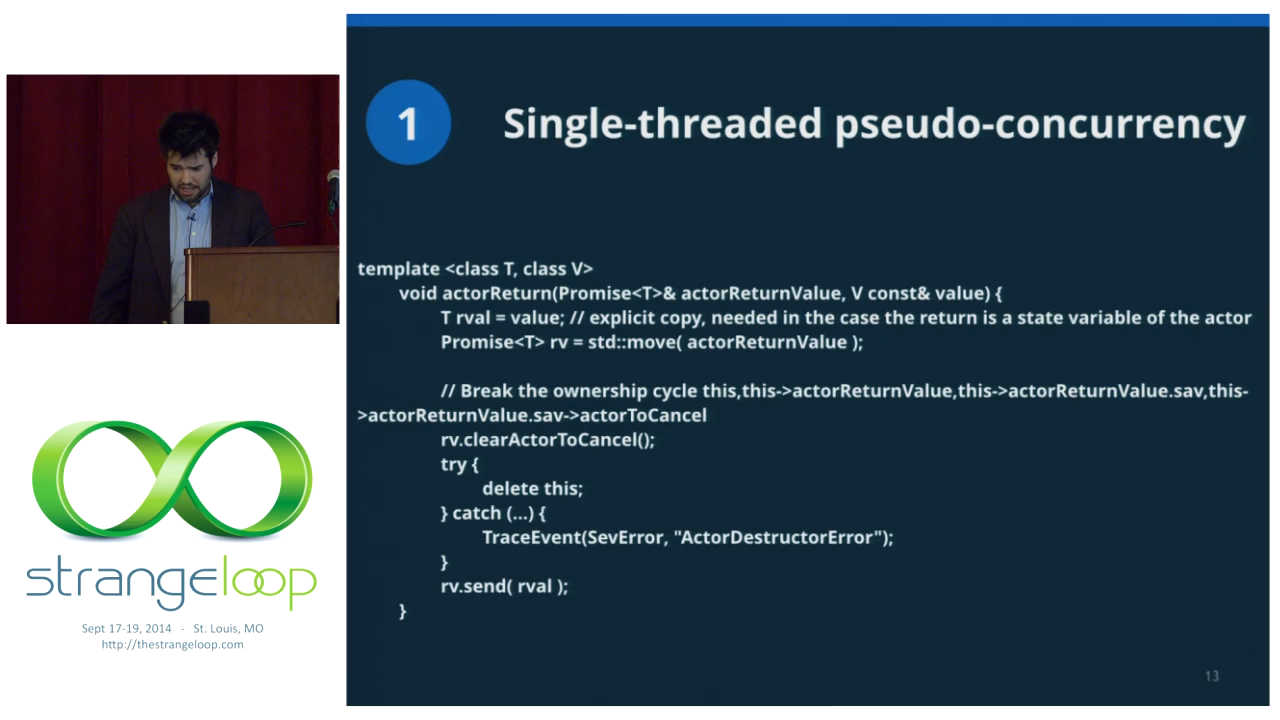 1 Single-threaded pseudo-concurrency
template <class T, class V>
void actorReturn(Promise<T>& actorReturnValue, V const& value) {
T rval = value; // explicit copy, needed in the case the return is a state variable of the actor
Promise<T> rv = std::move( actorReturnValue );
// Break the ownership cycle this,this->actorReturnValue,this->actorReturnValue.sav,this-
>actorReturnValue.sav->actorToCancel
rv.clearActorToCancel();
try {
delete this;
} catch (...) {
TraceEvent(SevError, "ActorDestructorError");
}
rv.send( rval );
}
13
strangeloop
Sept 17-19, 2014 - St. Louis, MO
http://thestrangeloop.com